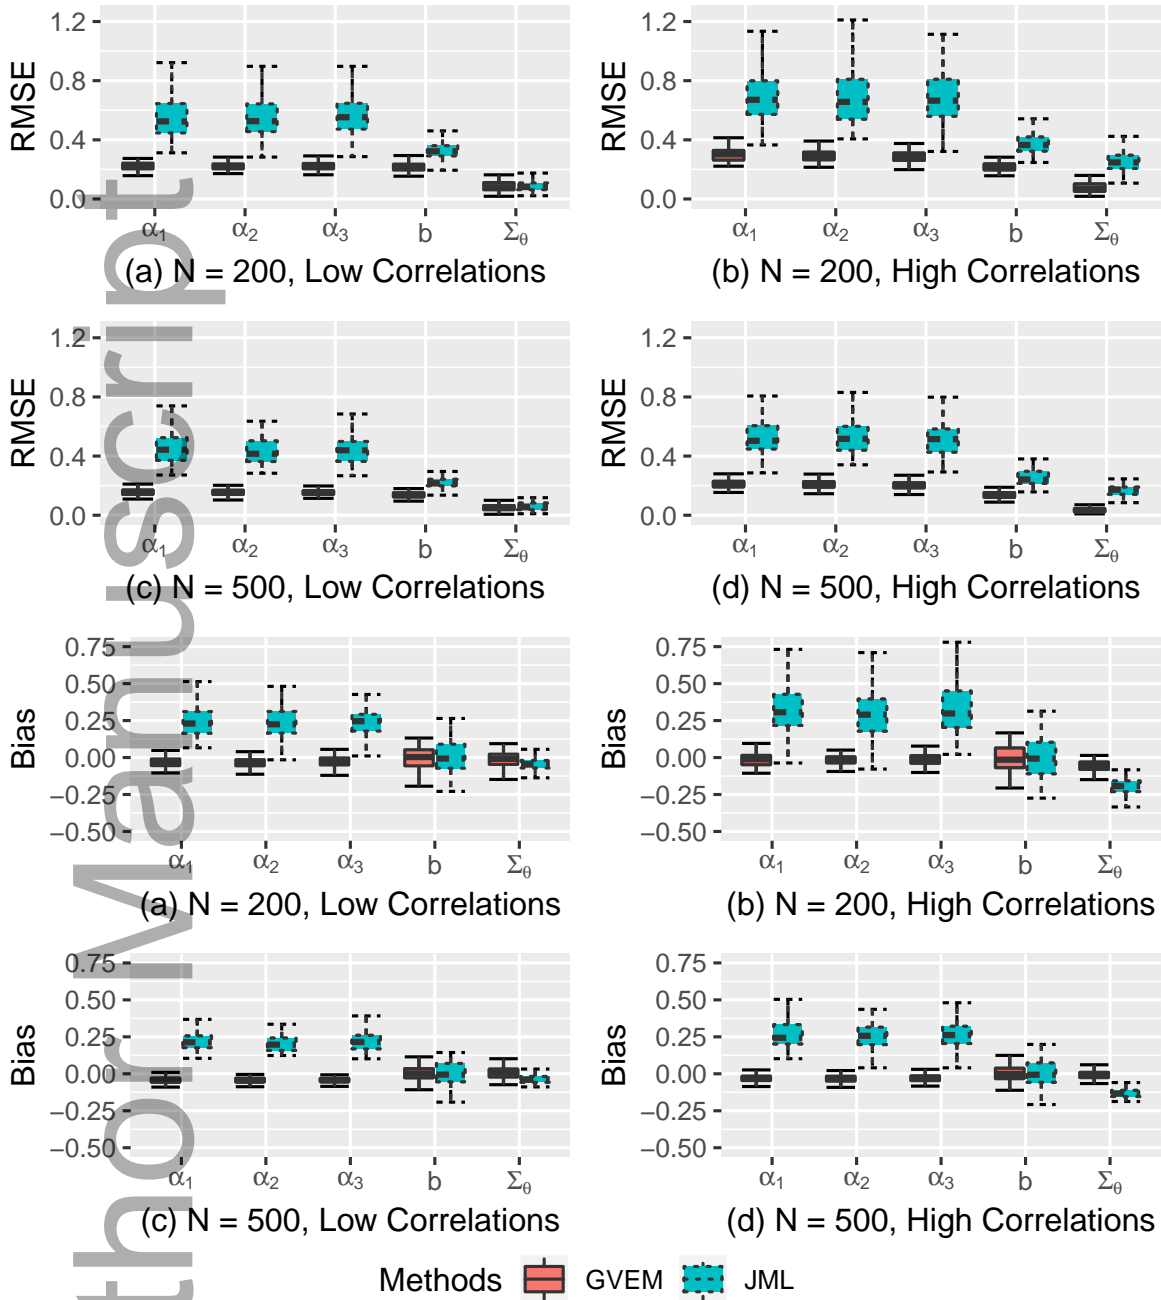 RMSE
1.2
0.8
0.4
0.0
α1 α2 α3 b Σθ
(a) N = 200, Low Correlations
RMSE
1.2
0.8
0.4
0.0
α1 α2 α3 b Σθ
(b) N = 200, High Correlations
RMSE
1.2
0.8
0.4
0.0
α1 α2 α3 b Σθ
(c) N = 500, Low Correlations
RMSE
1.2
0.8
0.4
0.0
α1 α2 α3 b Σθ
(d) N = 500, High Correlations
Bias
0.75
0.50
0.25
0.00
−0.25
−0.50
α1 α2 α3 b Σθ
(a) N = 200, Low Correlations
Bias
0.75
0.50
0.25
0.00
−0.25
−0.50
α1 α2 α3 b Σθ
(b) N = 200, High Correlations
Bias
0.75
0.50
0.25
0.00
−0.25
−0.50
α1 α2 α3 b Σθ
(c) N = 500, Low Correlations
Bias
0.75
0.50
0.25
0.00
−0.25
−0.50
α1 α2 α3 b Σθ
(d) N = 500, High Correlations
Methods GVEM JML
thor Manuscript